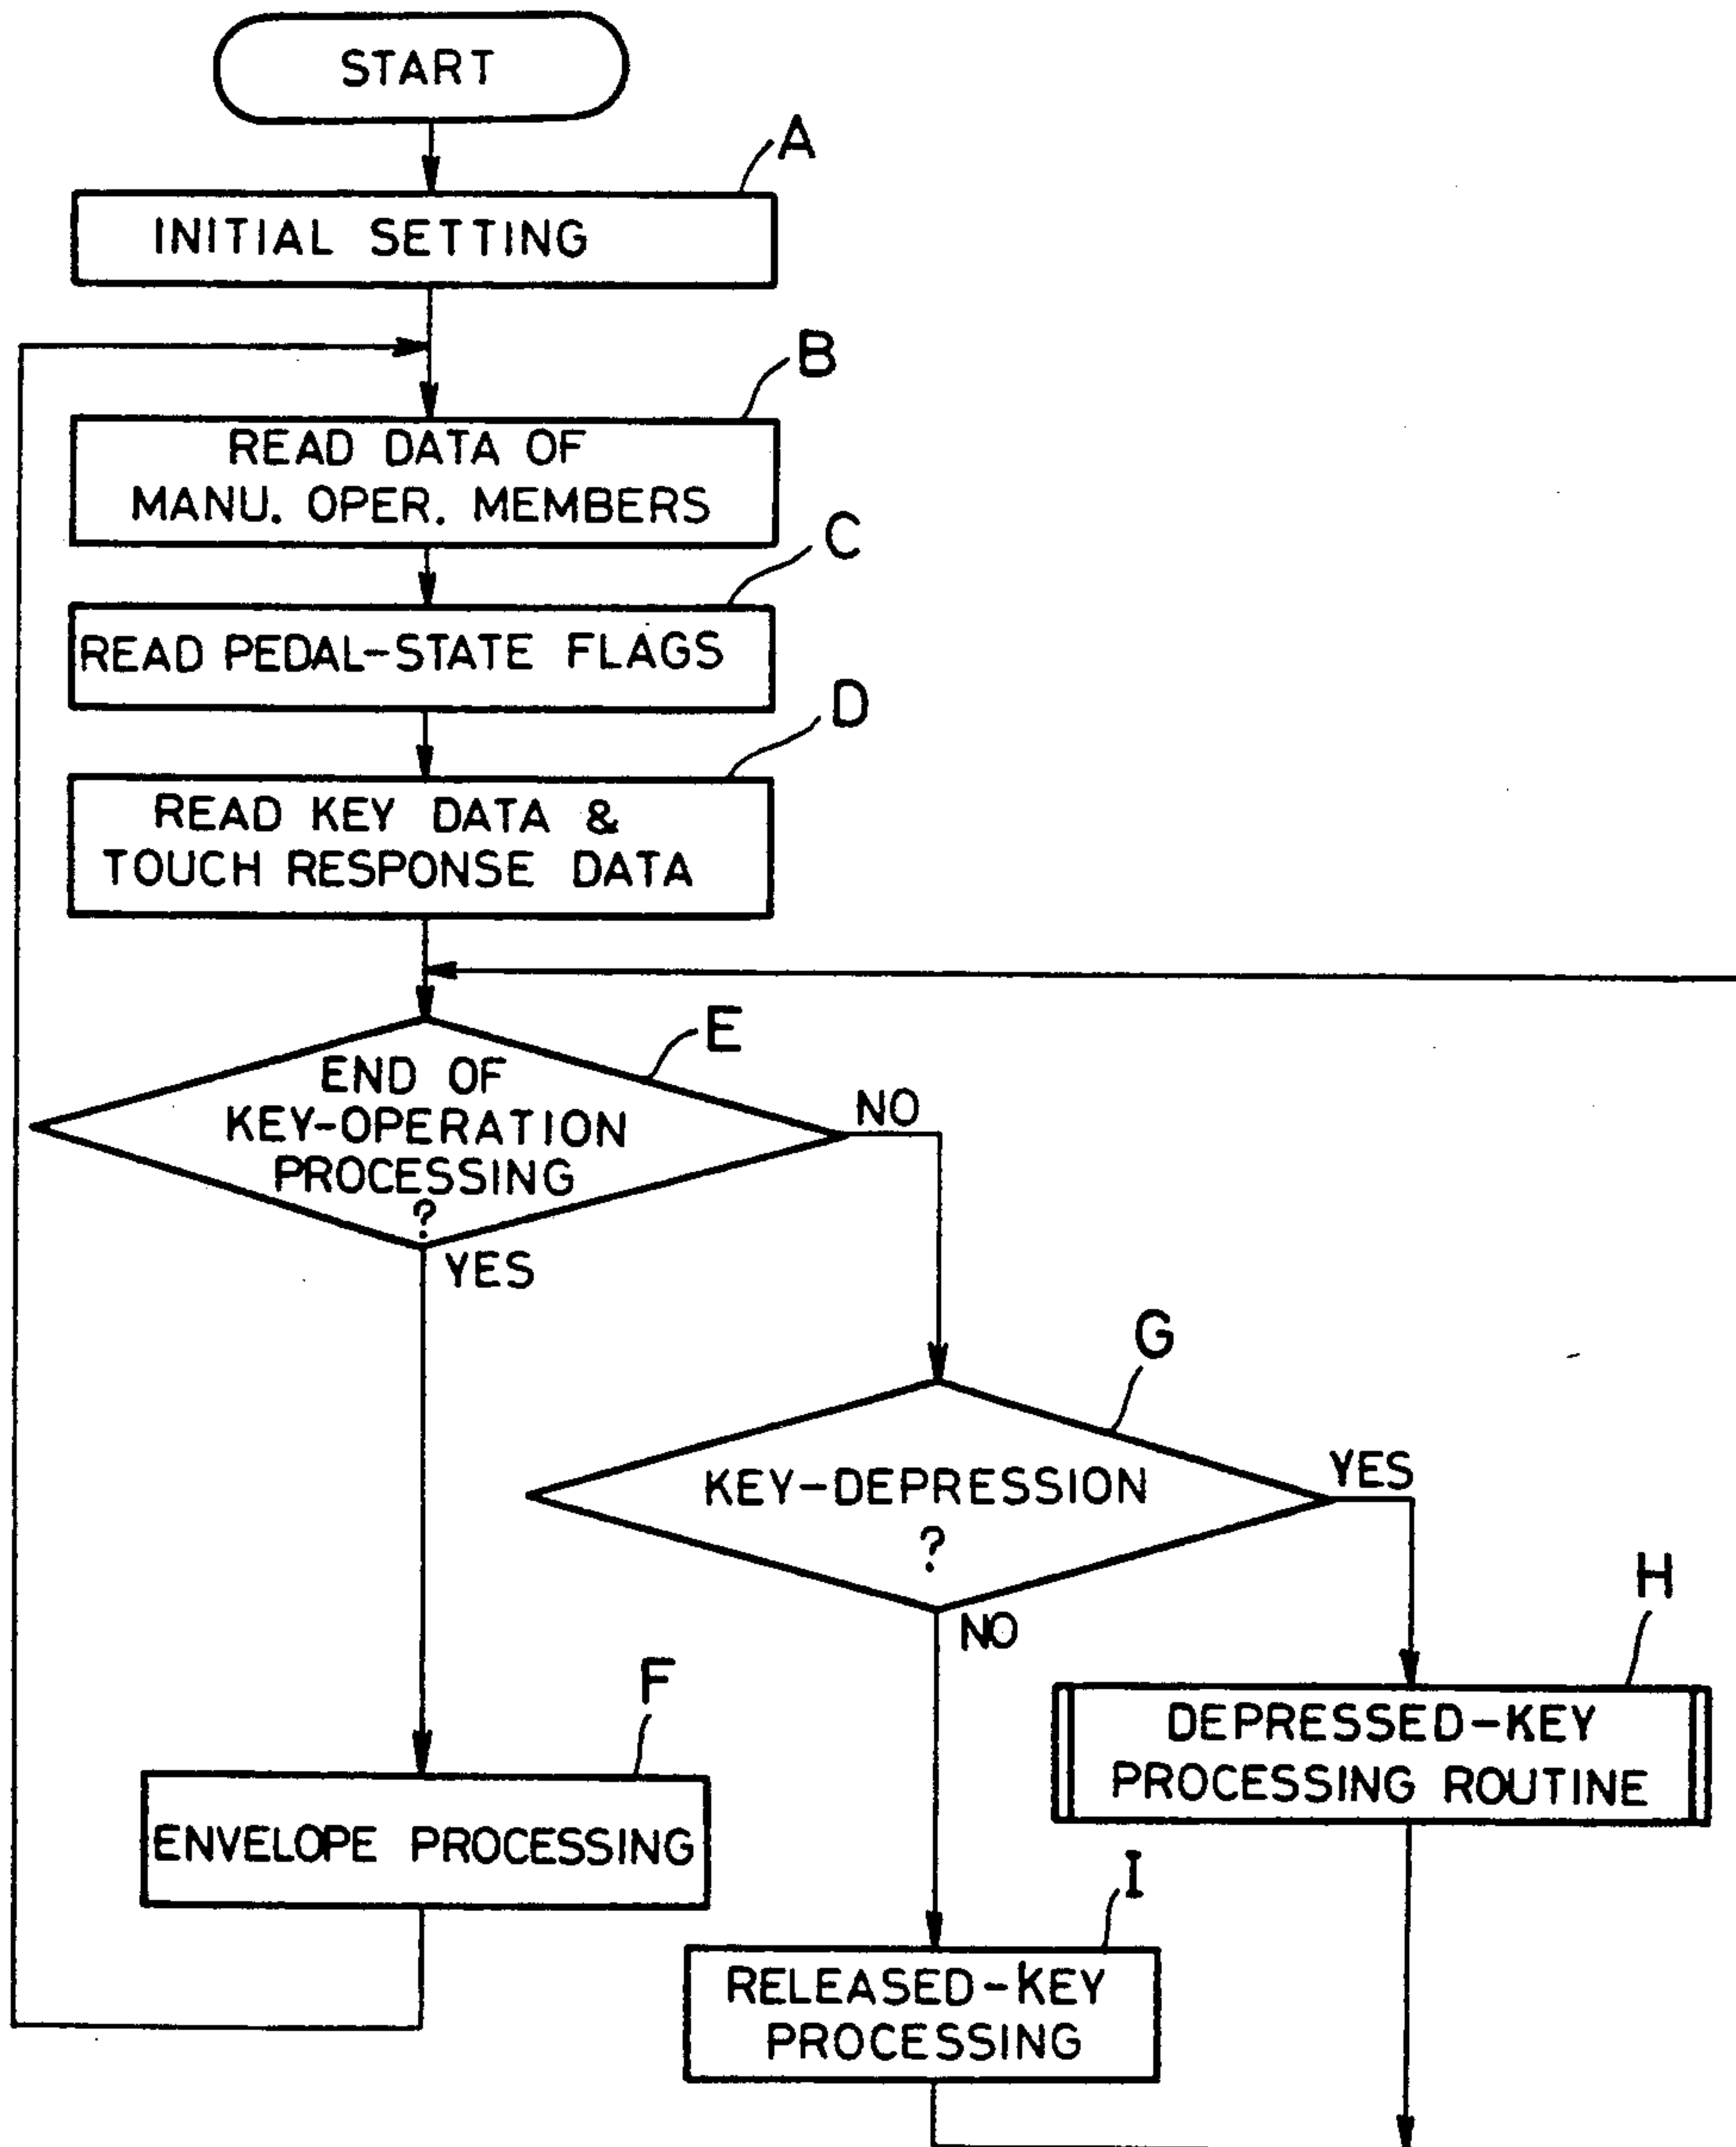 START
A
INITIAL SETTING
B
READ DATA OF
MANU. OPER. MEMBERS
C
READ PEDAL-STATE FLAGS
D
READ KEY DATA &
TOUCH RESPONSE DATA
E
END OF
KEY-OPERATION
PROCESSING
?
NO
YES
G
KEY-DEPRESSION
?
YES
NO
H
DEPRESSED-KEY
PROCESSING ROUTINE
F
ENVELOPE PROCESSING
I
RELEASED-KEY
PROCESSING